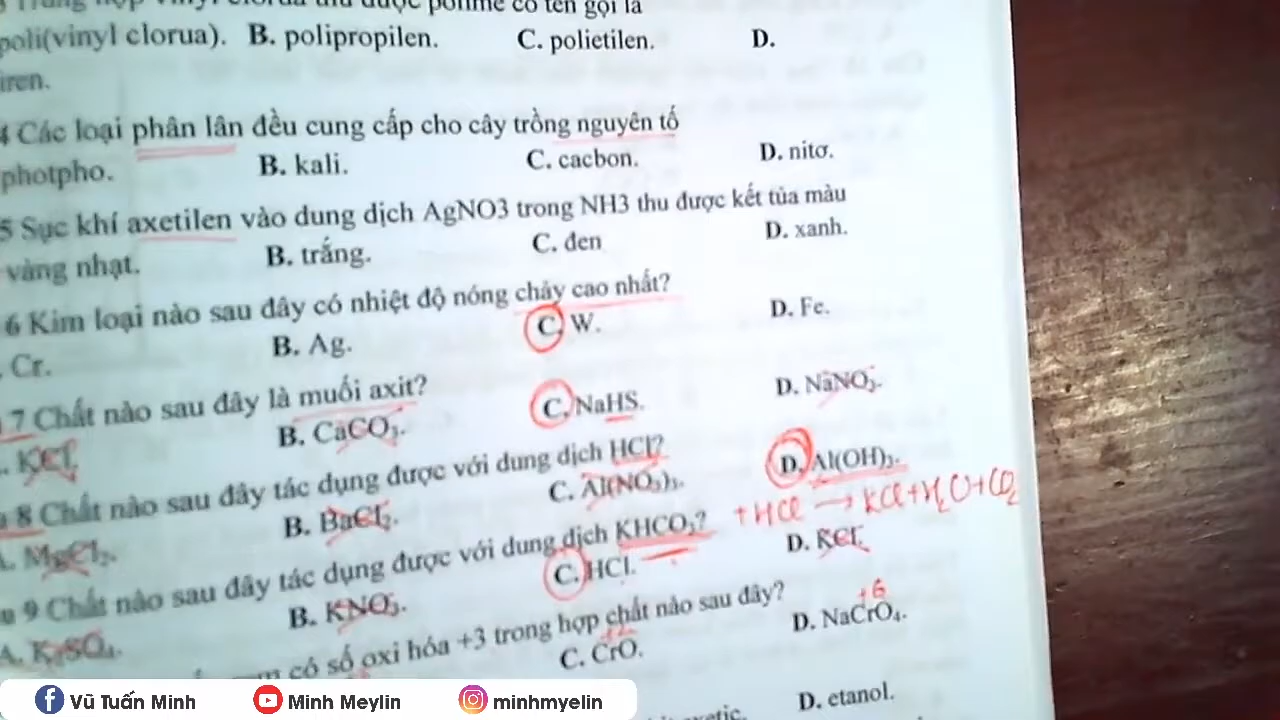 polime có tên gọi là
poli(vinyl clorua). B. polipropilen. C. polietilen. D.
iren.
4 Các loại phân lân đều cung cấp cho cây trồng nguyên tố
photpho. B. kali. C. cacbon. D. nitơ.
5 Sục khí axetilen vào dung dịch AgNO3 trong NH3 thu được kết tủa màu
vàng nhạt. B. trắng. C. đen D. xanh.
6 Kim loại nào sau đây có nhiệt độ nóng chảy cao nhất?
. Cr. B. Ag. C. W. D. Fe.
7 Chất nào sau đây là muối axit?
. KCl. B. CaCO₃. C. NaHS. D. NaNO₃.
8 Chất nào sau đây tác dụng được với dung dịch HCl?
A. MgCl₂. B. BaCl₂. C. Al(NO₃)₃. D. Al(OH)₃.
+HCl → KCl+H₂O+CO₂
9 Chất nào sau đây tác dụng được với dung dịch KHCO₃?
A. K₂SO₄. B. KNO₃. C. HCl. D. KCl.
có số oxi hóa +3 trong hợp chất nào sau đây?
+2 +6
C. CrO. D. NaCrO₄.
D. etanol.
Vũ Tuấn Minh Minh Meylin minhmyelin